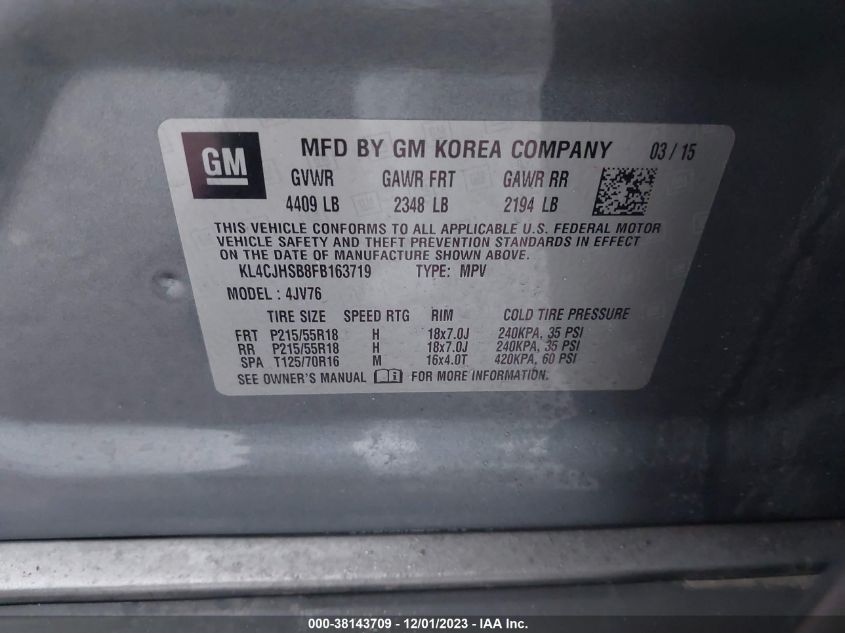 GM MFD BY GM KOREA COMPANY 03 / 15
GVWR GAWR FRT GAWR RR
4409 LB 2348 LB 2194 LB
THIS VEHICLE CONFORMS TO ALL APPLICABLE U.S. FEDERAL MOTOR
VEHICLE SAFETY AND THEFT PREVENTION STANDARDS IN EFFECT
ON THE DATE OF MANUFACTURE SHOWN ABOVE.
KL4CJHSB8FB163719 TYPE: MPV
MODEL : 4JV76
TIRE SIZE SPEED RTG RIM COLD TIRE PRESSURE
FRT P215/55R18 H 18x7.0J 240KPA, 35 PSI
RR P215/55R18 H 18x7.0J 240KPA, 35 PSI
SPA T125/70R16 M 16x4.0T 420KPA, 60 PSI
SEE OWNER'S MANUAL FOR MORE INFORMATION.
000-38143709 - 12/01/2023 - IAA Inc.